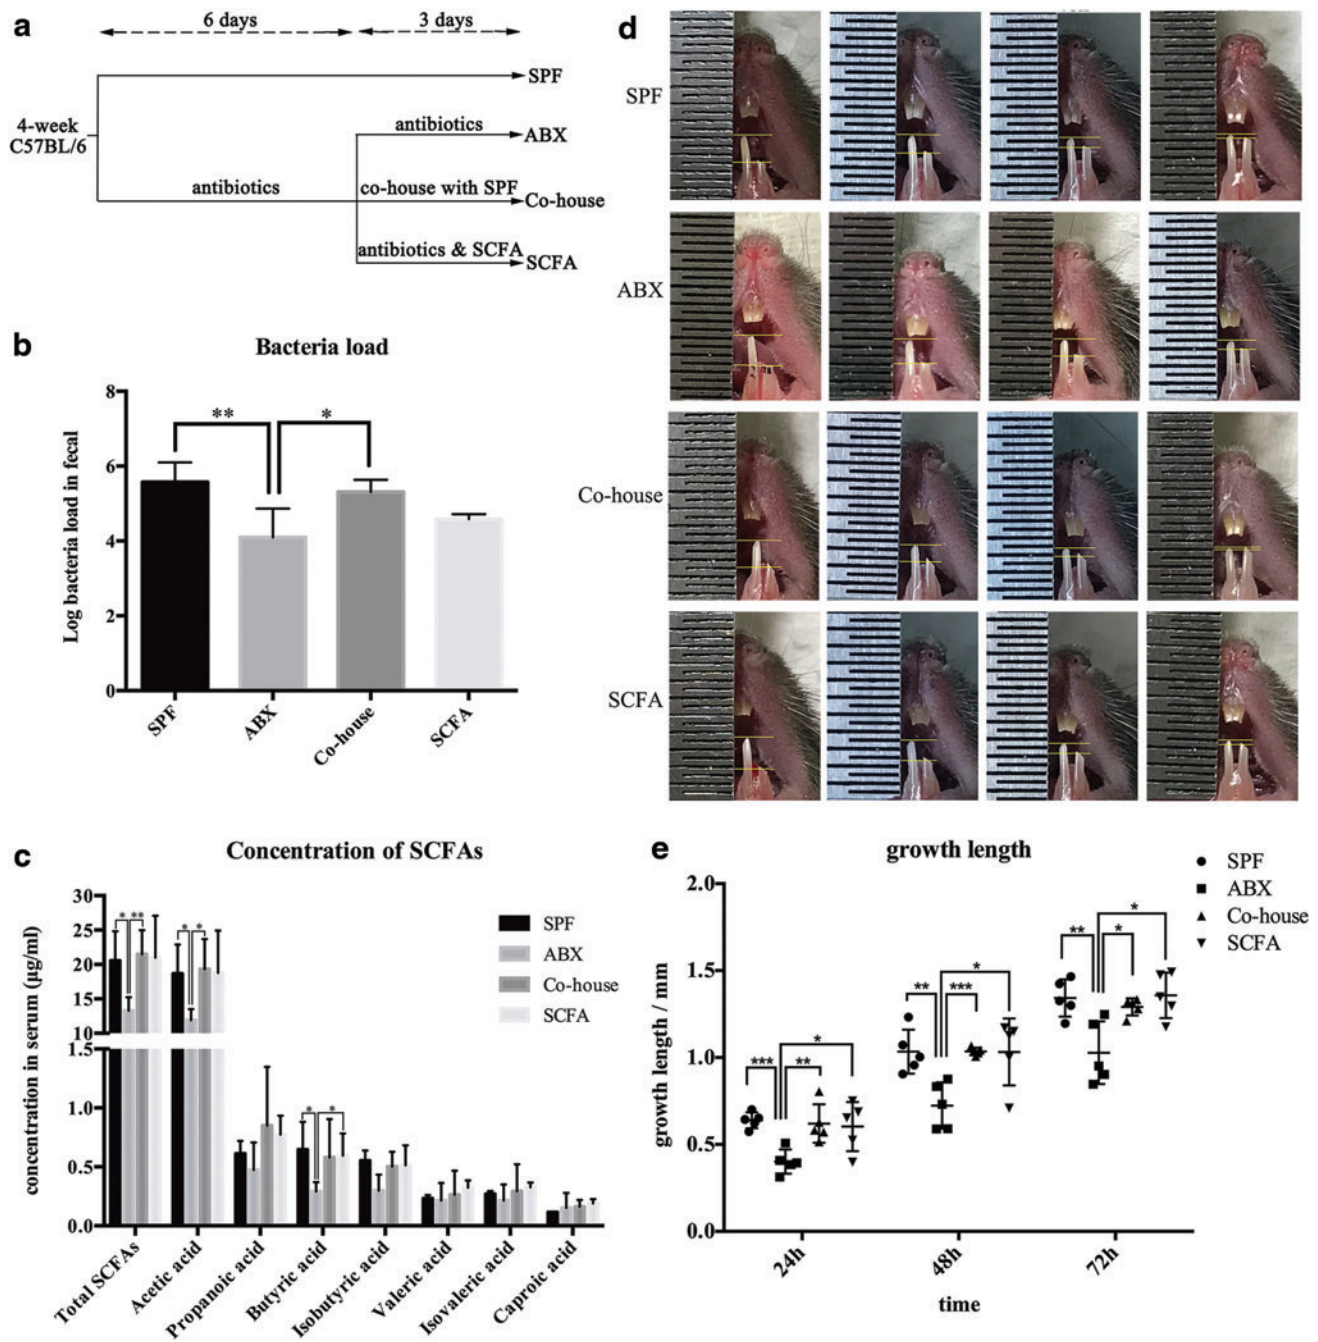 a
6 days
3 days
SPF
antibiotics
ABX
4-week
C57BL/6
antibiotics
co-house with SPF
Co-house
antibiotics & SCFA
SCFA
b
Bacteria load
Log bacteria load in fecal
8
6
4
2
0
**
*
SPF
ABX
Co-house
SCFA
c
Concentration of SCFAs
concentration in serum (μg/ml)
30
25
20
15
10
1.5
1.0
0.5
0.0
* **
* *
* *
SPF
ABX
Co-house
SCFA
Total SCFAs
Acetic acid
Propanoic acid
Butyric acid
Isobutyric acid
Valeric acid
Isovaleric acid
Caproic acid
d
SPF
ABX
Co-house
SCFA
e
growth length
growth length / mm
2.0
1.5
1.0
0.5
0.0
*** ** *
** *** *
** * *
SPF
ABX
Co-house
SCFA
24h
48h
72h
time